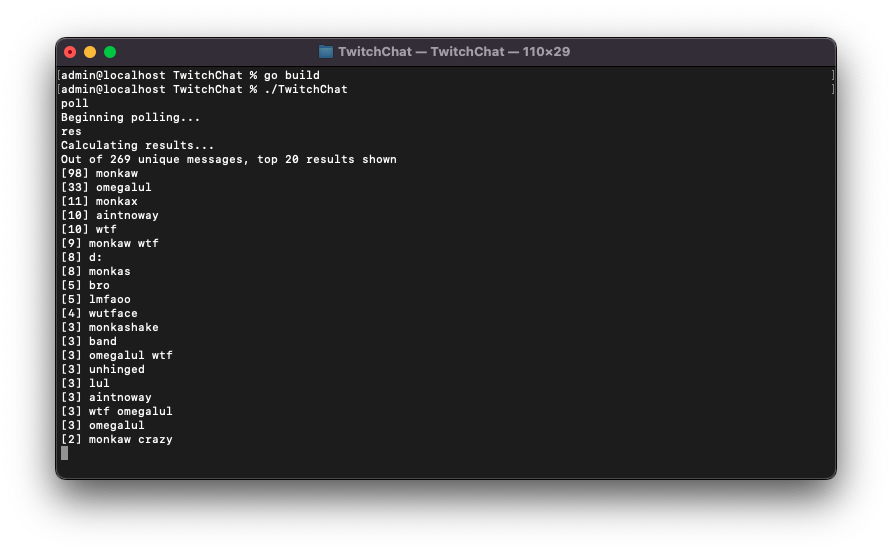 TwitchChat — TwitchChat — 110×29
[admin@localhost TwitchChat % go build ]
[admin@localhost TwitchChat % ./TwitchChat ]
poll
Beginning polling...
res
Calculating results...
Out of 269 unique messages, top 20 results shown
[98] monkaw
[33] omegalul
[11] monkax
[10] aintnoway
[10] wtf
[9] monkaw wtf
[8] d:
[8] monkas
[5] bro
[5] lmfaoo
[4] wutface
[3] monkashake
[3] band
[3] omegalul wtf
[3] unhinged
[3] lul
[3] aintnoway
[3] wtf omegalul
[3] omegalul
[2] monkaw crazy